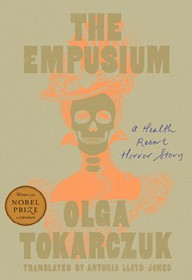 THE
EMPUSIUM
A Health
Resort
Horror Story
Winner of the
NOBEL
PRIZE
in Literature
OLGA
TOKARCZUK
TRANSLATED BY ANTONIA LLOYD-JONES